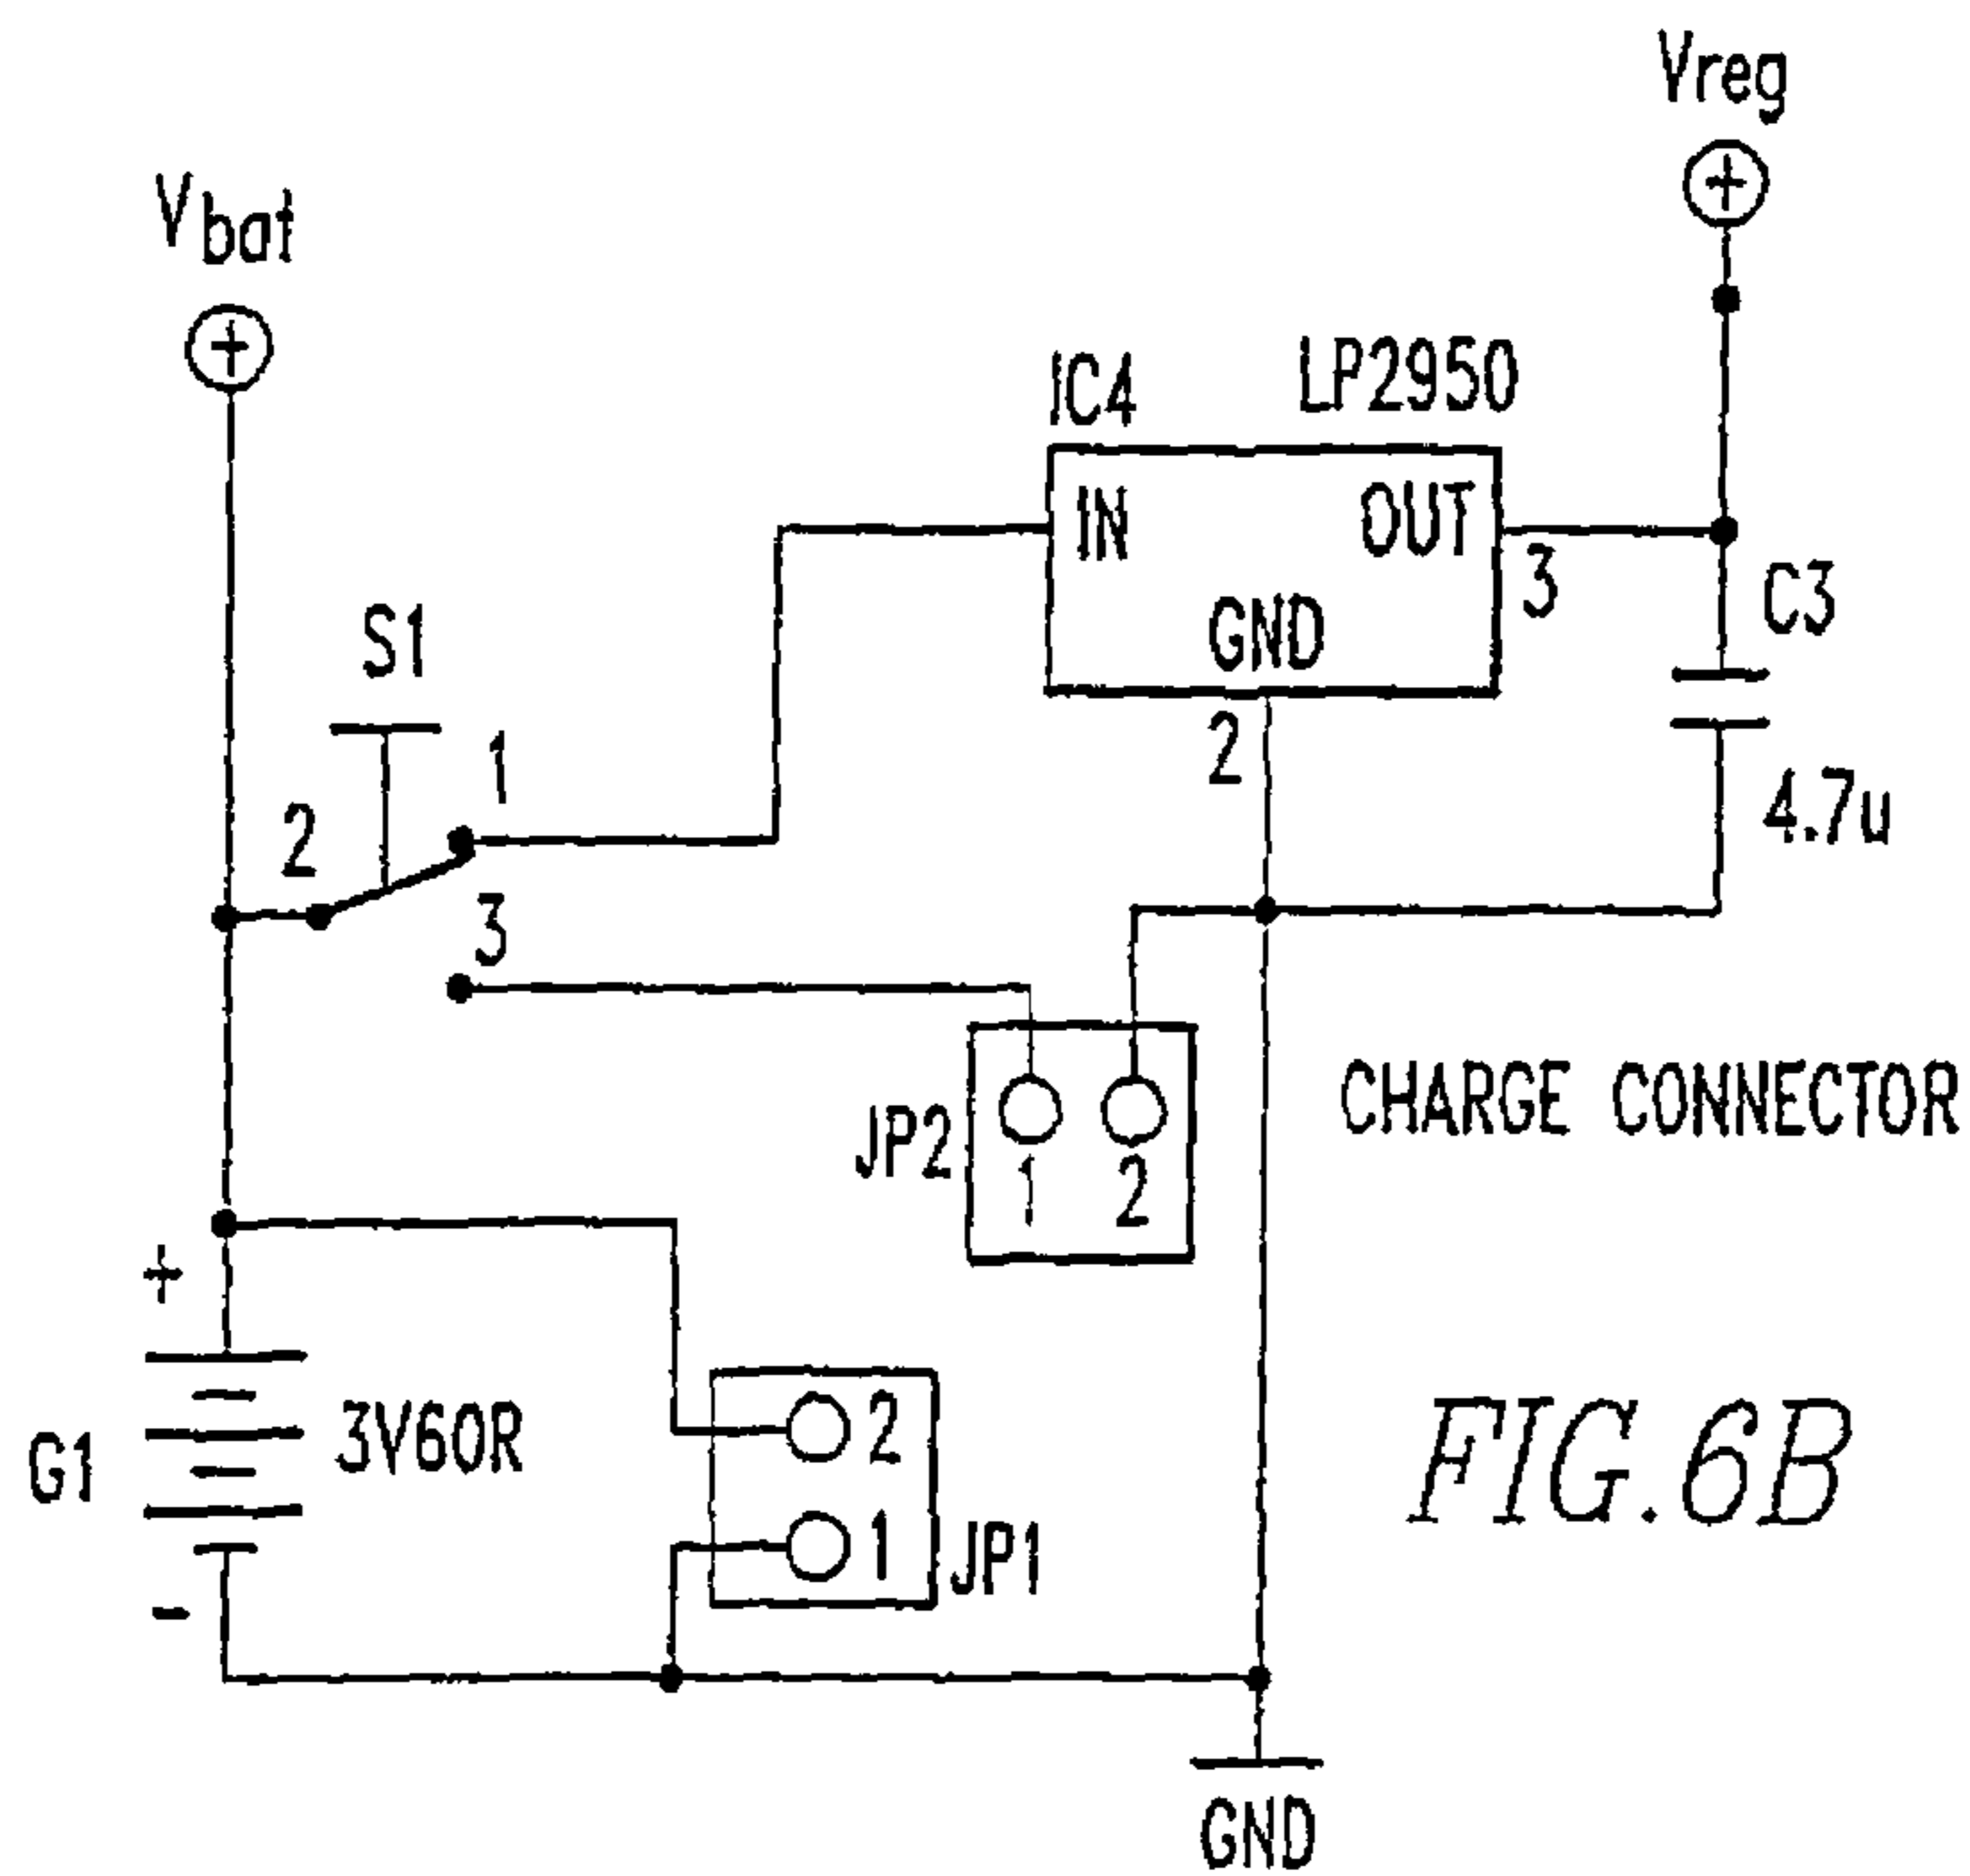 Vreg
Vbat
IC4 LP2950
IN OUT
3
GND
2
C3
4.7u
S1
1
2
3
CHARGE CONNECTOR
JP2
1 2
+
G1
3V60R
-
2
1
JP1
FIG.6B
GND